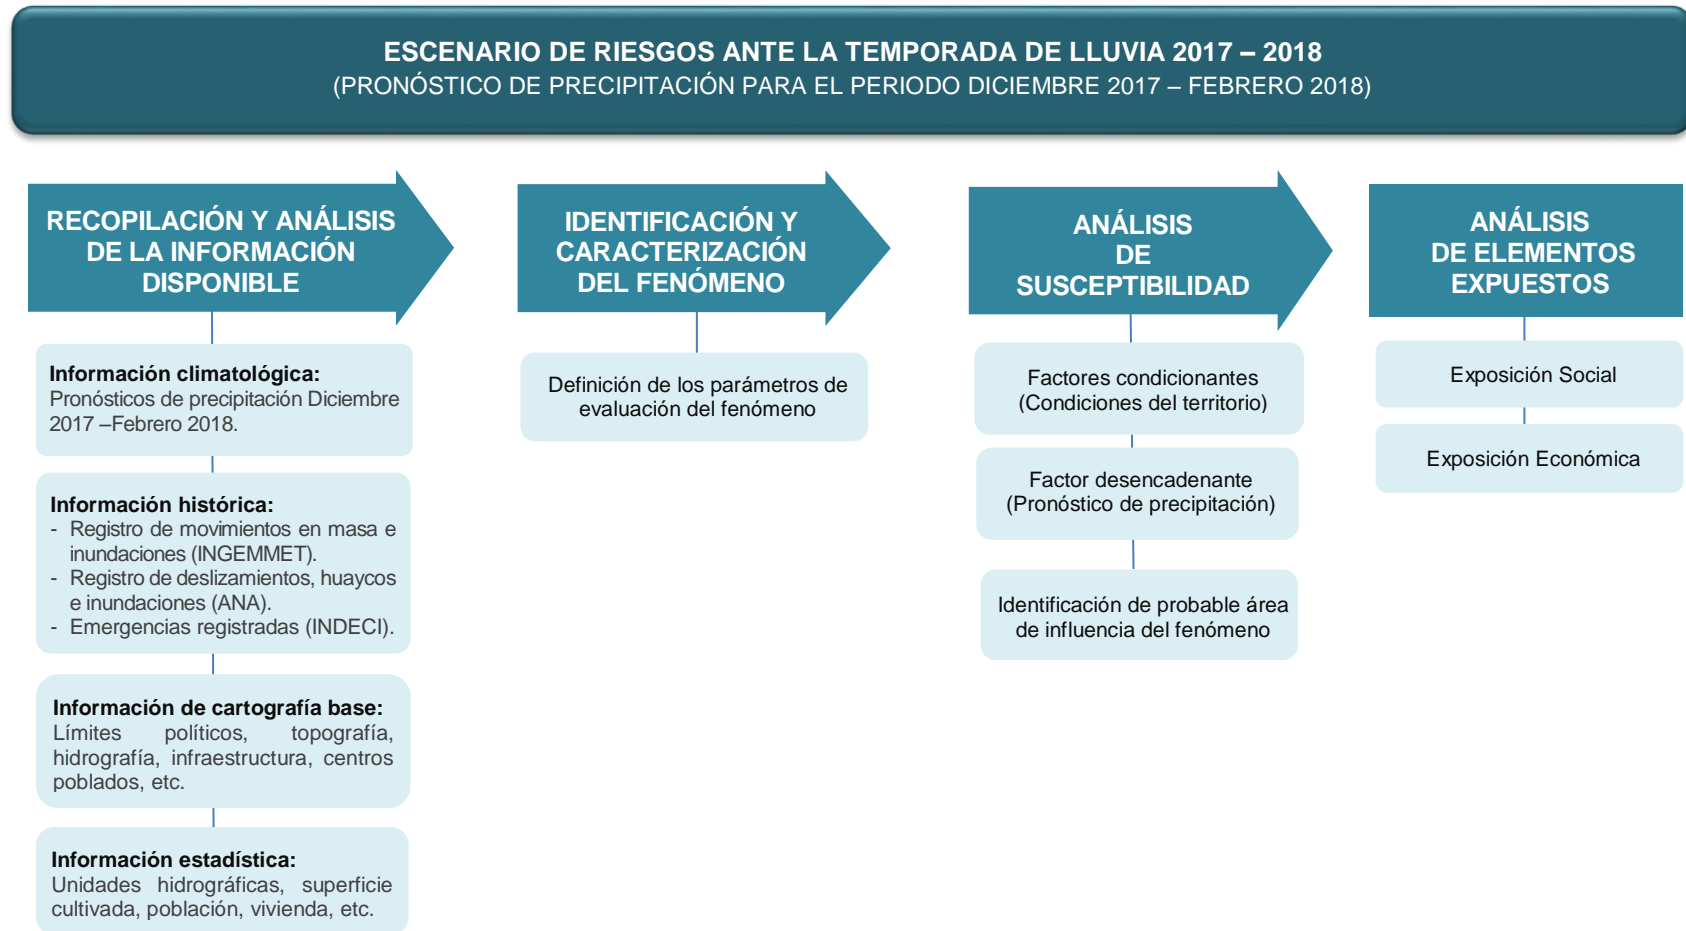 ESCENARIO DE RIESGOS ANTE LA TEMPORADA DE LLUVIA 2017 – 2018
(PRONÓSTICO DE PRECIPITACIÓN PARA EL PERIODO DICIEMBRE 2017 – FEBRERO 2018)
RECOPILACIÓN Y ANÁLISIS
DE LA INFORMACIÓN
DISPONIBLE
Información climatológica:
Pronósticos de precipitación Diciembre
2017 –Febrero 2018.
Información histórica:
- Registro de movimientos en masa e
inundaciones (INGEMMET).
- Registro de deslizamientos, huaycos
e inundaciones (ANA).
- Emergencias registradas (INDECI).
Información de cartografía base:
Límites políticos, topografía,
hidrografía, infraestructura, centros
poblados, etc.
Información estadística:
Unidades hidrográficas, superficie
cultivada, población, vivienda, etc.
IDENTIFICACIÓN Y
CARACTERIZACIÓN
DEL FENÓMENO
Definición de los parámetros de
evaluación del fenómeno
ANÁLISIS
DE
SUSCEPTIBILIDAD
Factores condicionantes
(Condiciones del territorio)
Factor desencadenante
(Pronóstico de precipitación)
Identificación de probable área
de influencia del fenómeno
ANÁLISIS
DE ELEMENTOS
EXPUESTOS
Exposición Social
Exposición Económica